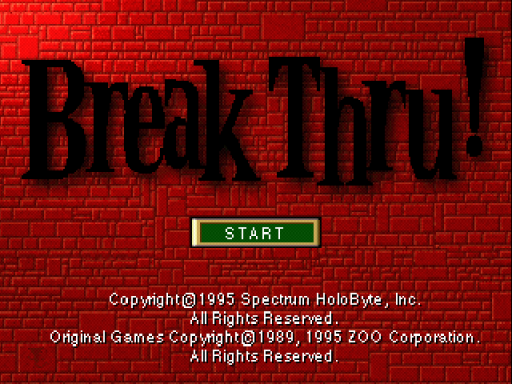 Break Thru!
START
Copyright©1995 Spectrum HoloByte, Inc.
All Rights Reserved.
Original Games Copyright©1989, 1995 ZOO Corporation.
All Rights Reserved.